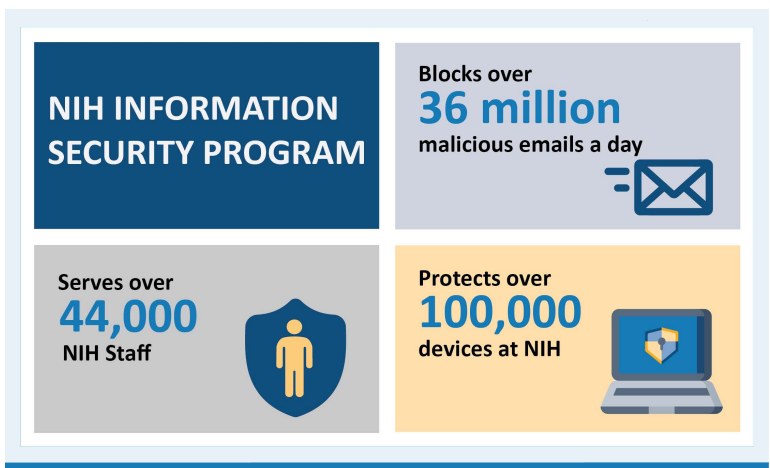 NIH INFORMATION
SECURITY PROGRAM
Blocks over
36 million
malicious emails a day
Serves over
44,000
NIH Staff
Protects over
100,000
devices at NIH